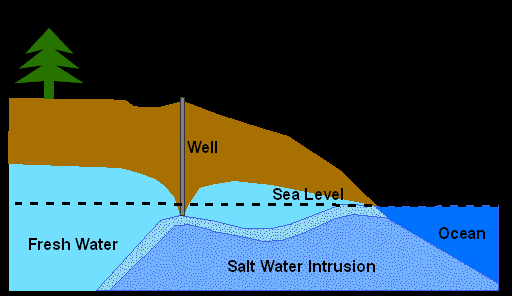 Well
Sea Level
Fresh Water
Ocean
Salt Water Intrusion